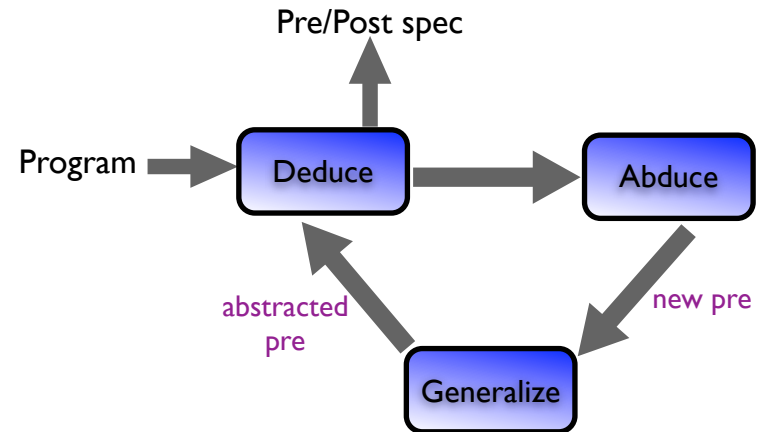 Pre/Post spec
Program
Deduce
Abduce
abstracted
pre
new pre
Generalize